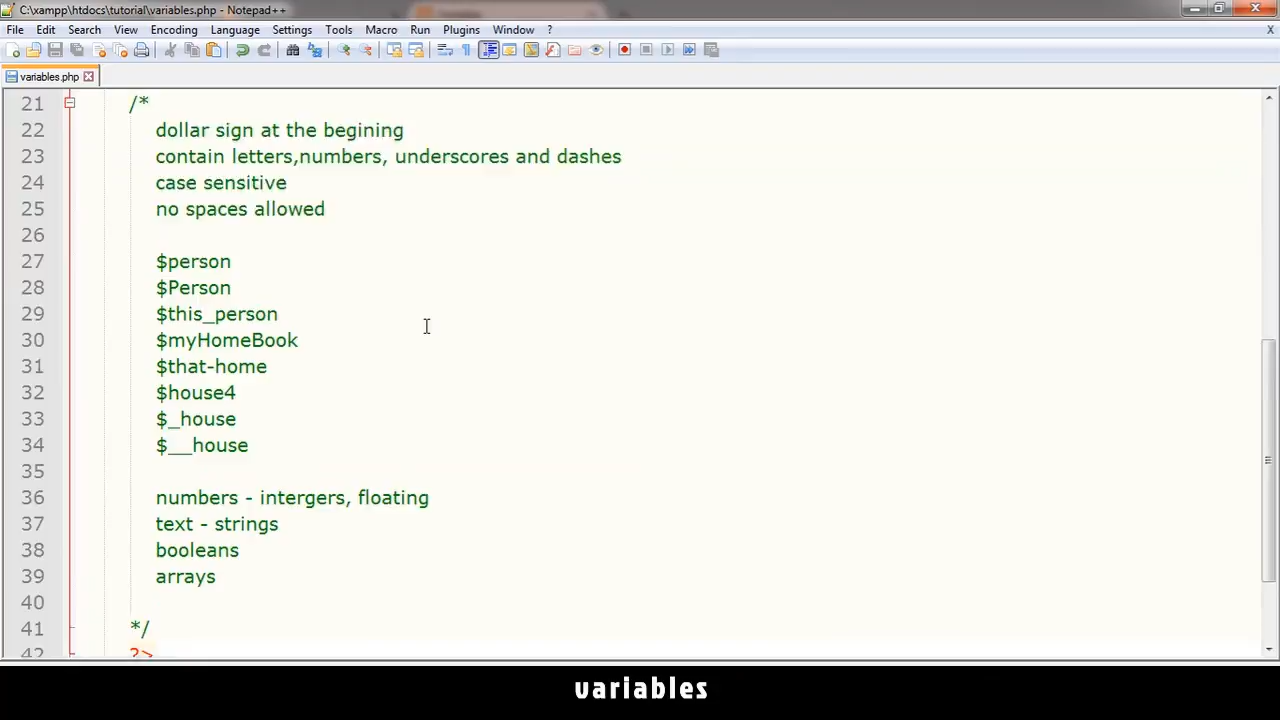 C:\xampp\htdocs\tutorial\variables.php - Notepad++
File Edit Search View Encoding Language Settings Tools Macro Run Plugins Window ? X
variables.php
21 /*
22 dollar sign at the begining
23 contain letters,numbers, underscores and dashes
24 case sensitive
25 no spaces allowed
26
27 $person
28 $Person
29 $this_person
30 $myHomeBook
31 $that-home
32 $house4
33 $_house
34 $__house
35
36 numbers - intergers, floating
37 text - strings
38 booleans
39 arrays
40
41 */
42 ?>
variables